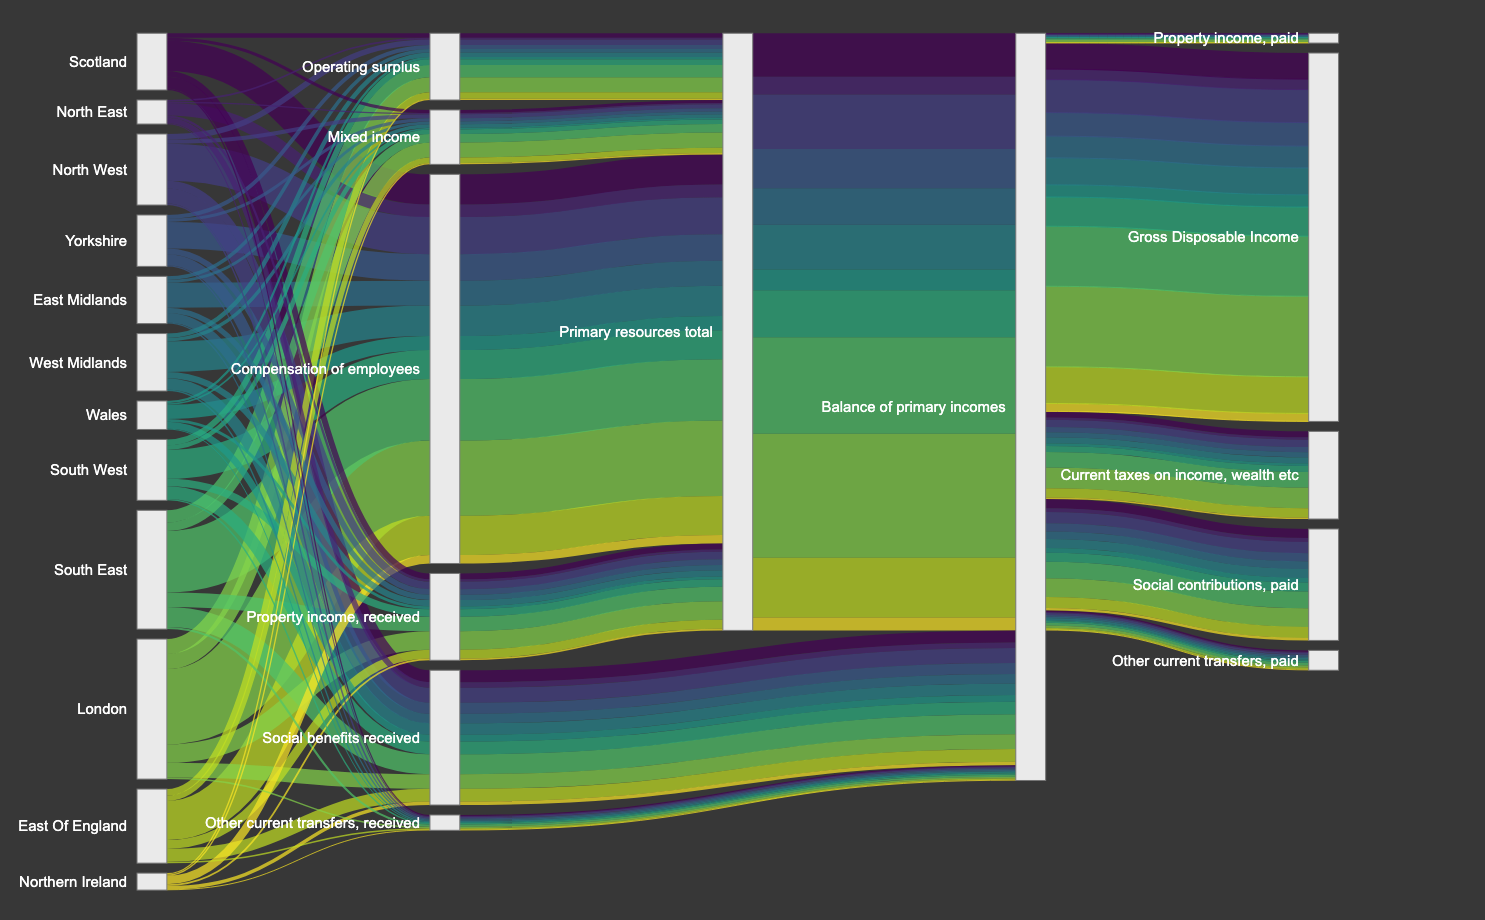 Scotland
North East
North West
Yorkshire
East Midlands
West Midlands
Wales
South West
South East
London
East Of England
Northern Ireland
Operating surplus
Mixed income
Compensation of employees
Property income, received
Social benefits received
Other current transfers, received
Primary resources total
Balance of primary incomes
Property income, paid
Gross Disposable Income
Current taxes on income, wealth etc
Social contributions, paid
Other current transfers, paid